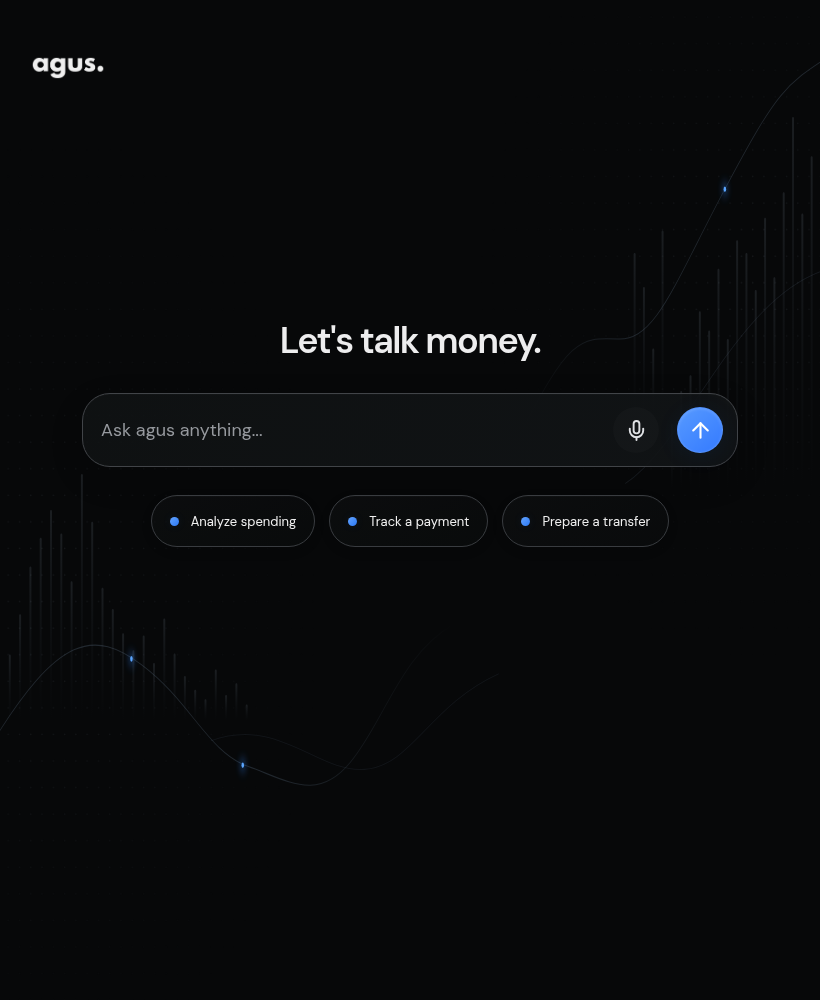 agus.
Let's talk money.
Ask agus anything...
Analyze spending
Track a payment
Prepare a transfer